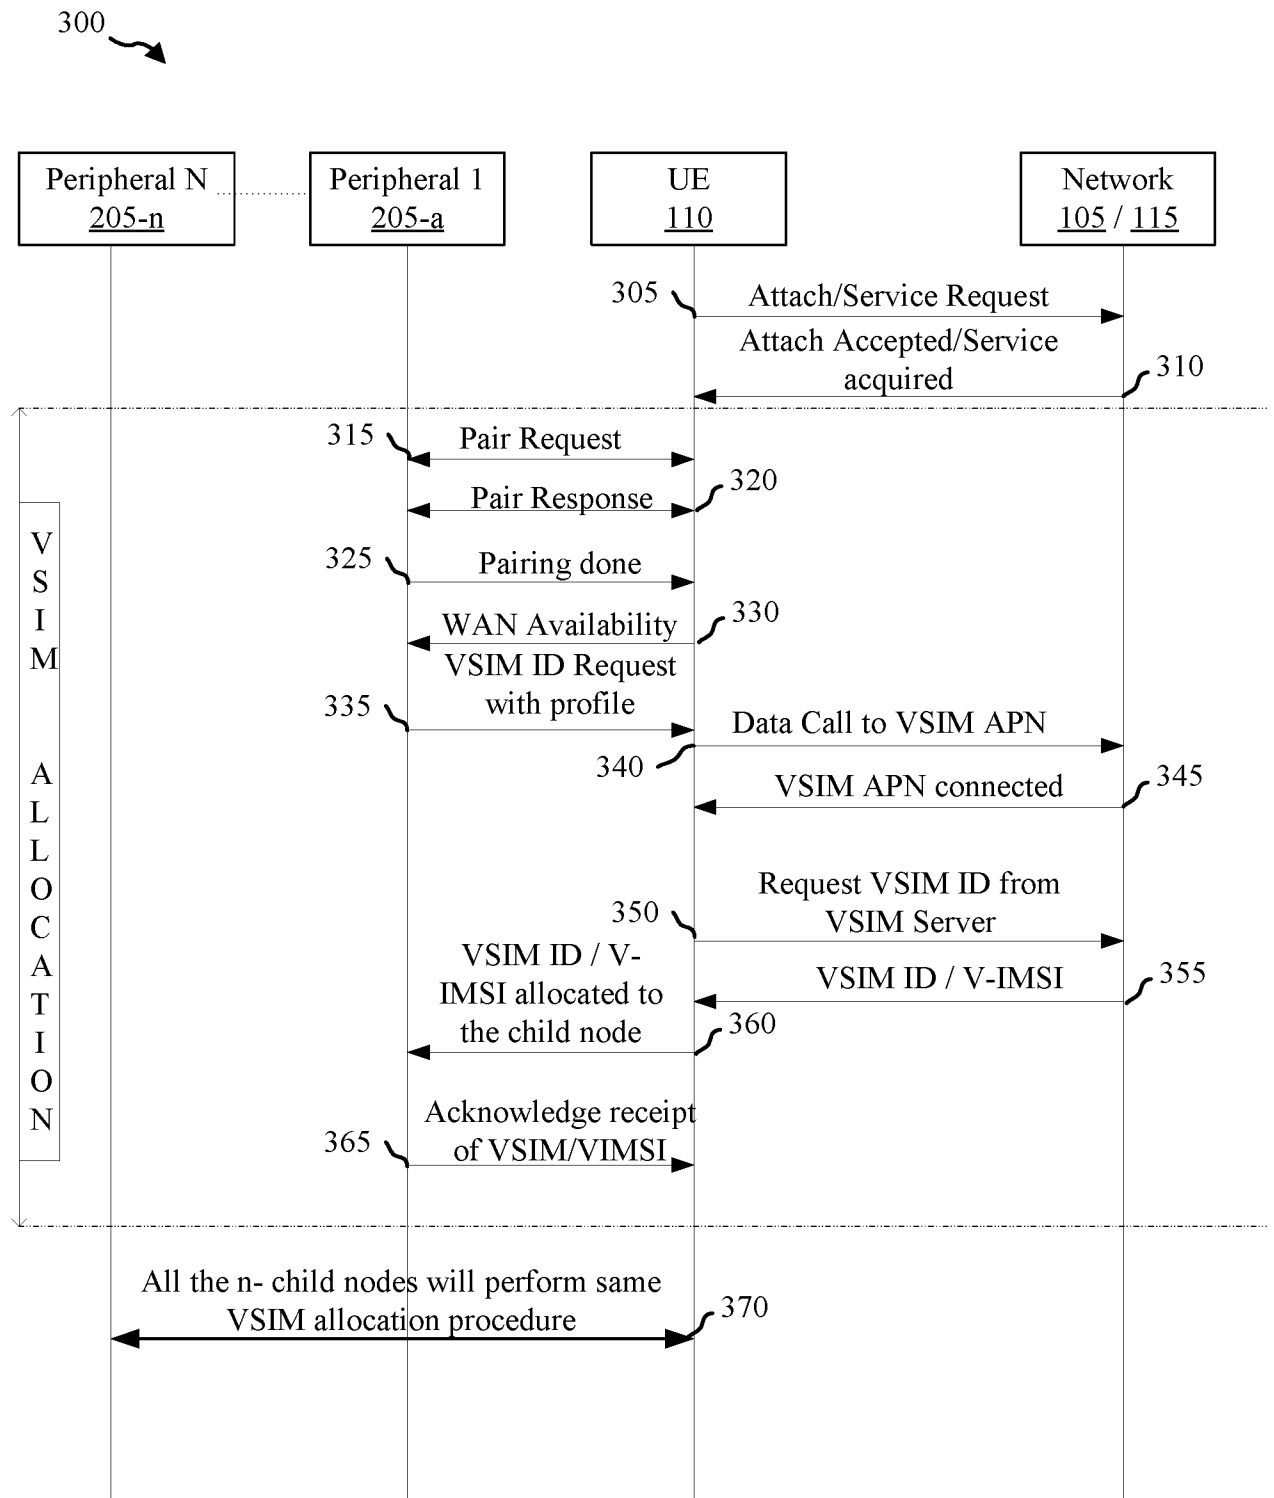 300
Peripheral N
205-n
Peripheral 1
205-a
UE
110
Network
105 / 115
305
Attach/Service Request
Attach Accepted/Service
acquired
310
315
Pair Request
Pair Response
320
325
Pairing done
WAN Availability
330
VSIM ID Request
with profile
335
Data Call to VSIM APN
340
VSIM APN connected
345
Request VSIM ID from
VSIM Server
350
VSIM ID / V-IMSI
355
VSIM ID / V-
IMSI allocated to
the child node
360
Acknowledge receipt
of VSIM/VIMSI
365
VSIM ALLOCATION
All the n- child nodes will perform same
VSIM allocation procedure
370